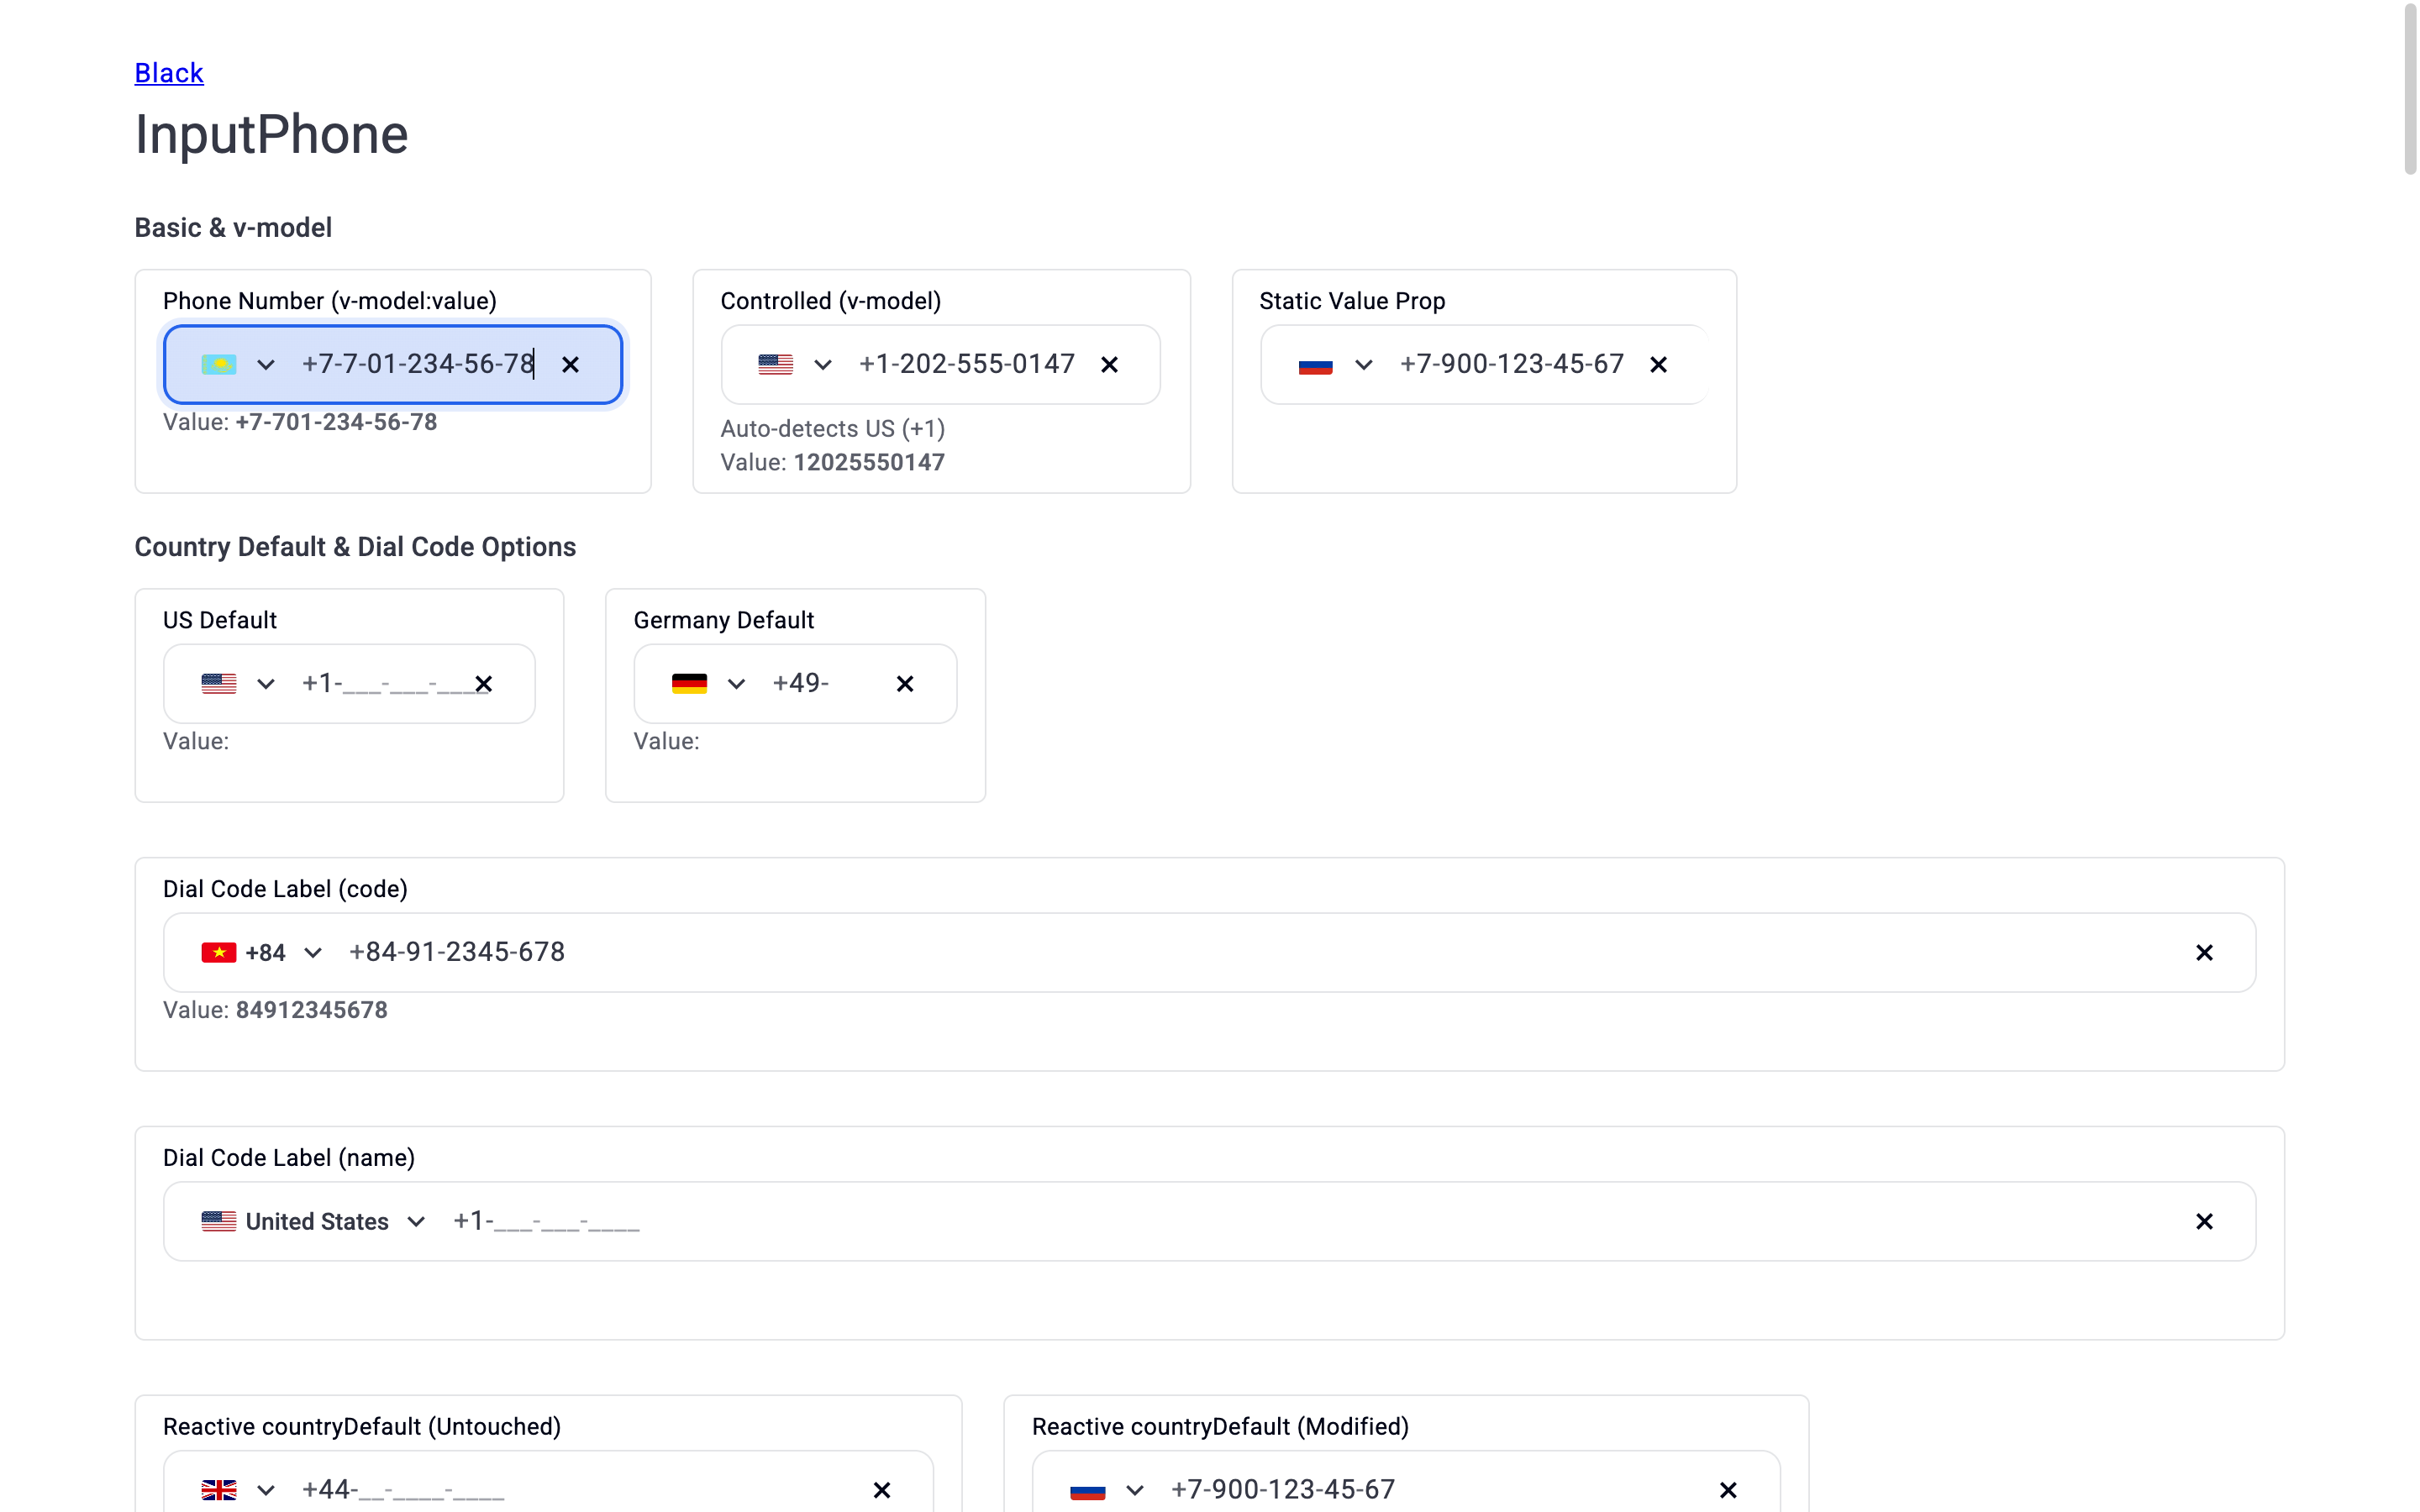 Black
InputPhone
Basic & v-model
Phone Number (v-model:value)
+7-7-01-234-56-78
Value: +7-701-234-56-78
Controlled (v-model)
+1-202-555-0147
Auto-detects US (+1)
Value: 12025550147
Static Value Prop
+7-900-123-45-67
Country Default & Dial Code Options
US Default
+1-___-___-____
Value:
Germany Default
+49-
Value:
Dial Code Label (code)
+84 +84-91-2345-678
Value: 84912345678
Dial Code Label (name)
United States +1-___-___-____
Reactive countryDefault (Untouched)
+44-__-____-____
Reactive countryDefault (Modified)
+7-900-123-45-67